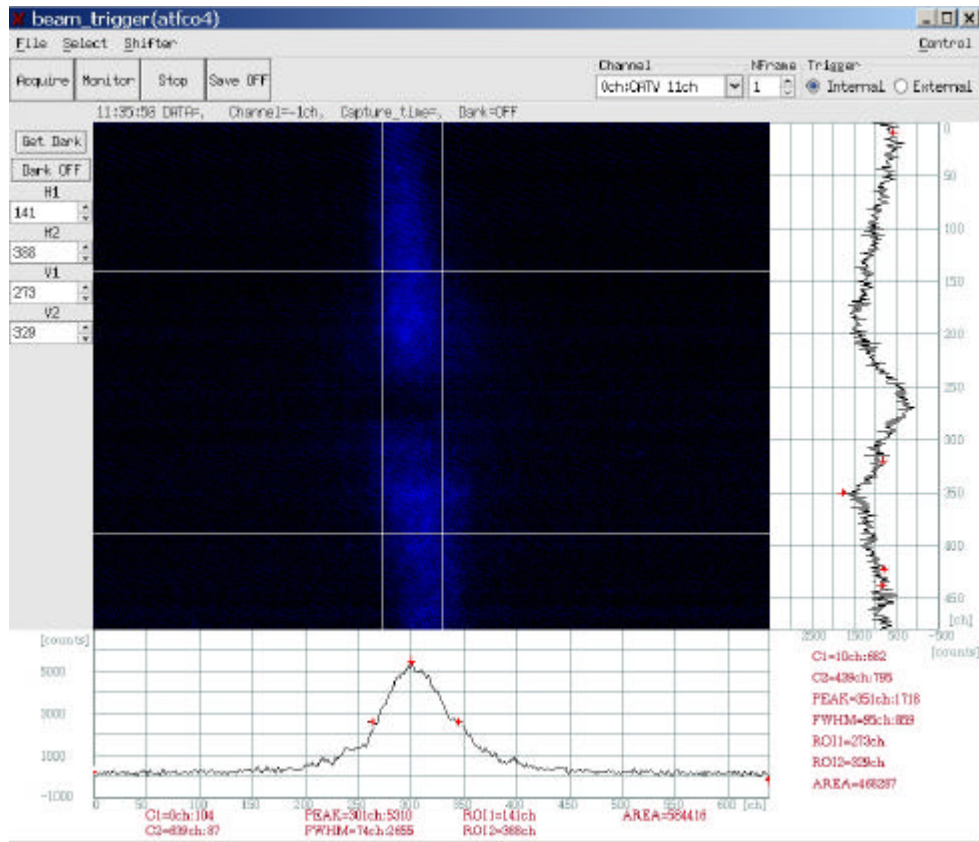 beam_trigger(atfco4)
File Select Shifter Control
Acquire Monitor Stop Save OFF
Channel NFrame Trigger
0ch:CATV 11ch 1 Internal External
11:35:58 DATA=, Channel=-1ch, Capture_time=, Dark=OFF
Get Dark
Dark OFF
H1
141
H2
388
V1
273
V2
329
0
50
100
150
200
250
300
350
400
450
[ch]
2500 1500 500 -500
[counts]
C1=10ch:682
C2=439ch:795
PEAK=351ch:1718
FWHM=95ch:859
ROI1=273ch
ROI2=329ch
AREA=468287
[counts]
5000
3000
1000
-1000
0 50 100 150 200 250 300 350 400 450 500 550 600 [ch]
C1=0ch:104 PEAK=301ch:5310 ROI1=141ch AREA=584416
C2=639ch:87 FWHM=74ch:2655 ROI2=388ch